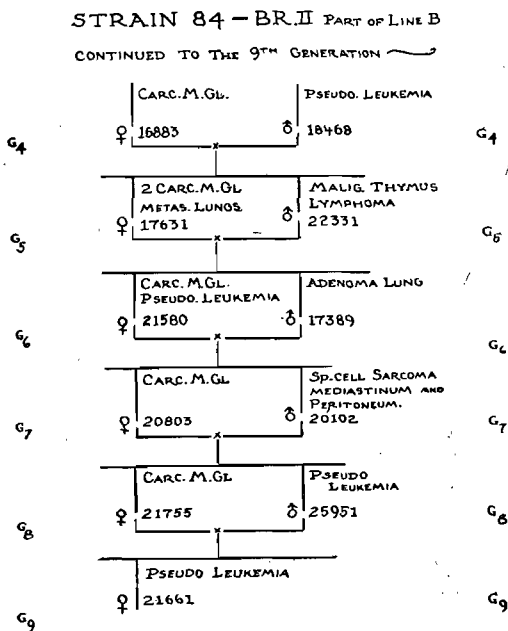 STRAIN 84 - BR.II PART OF LINE B
CONTINUED TO THE 9TH GENERATION
CARC. M. GL. PSEUDO. LEUKEMIA
G4 ♀ 16883 ♂ 18468 G4
2 CARC. M. GL MALIG. THYMUS
METAS. LUNGS LYMPHOMA
G5 ♀ 17631 ♂ 22331 G5
CARC. M. GL. ADENOMA LUNG
PSEUDO. LEUKEMIA
G6 ♀ 21580 ♂ 17389 G6
CARC. M. GL SP. CELL SARCOMA
MEDIASTINUM AND
PERITONEUM.
G7 ♀ 20803 ♂ 20102 G7
CARC. M. GL PSEUDO
LEUKEMIA
G8 ♀ 21755 ♂ 25951 G8
PSEUDO LEUKEMIA
G9 ♀ 21661 G9